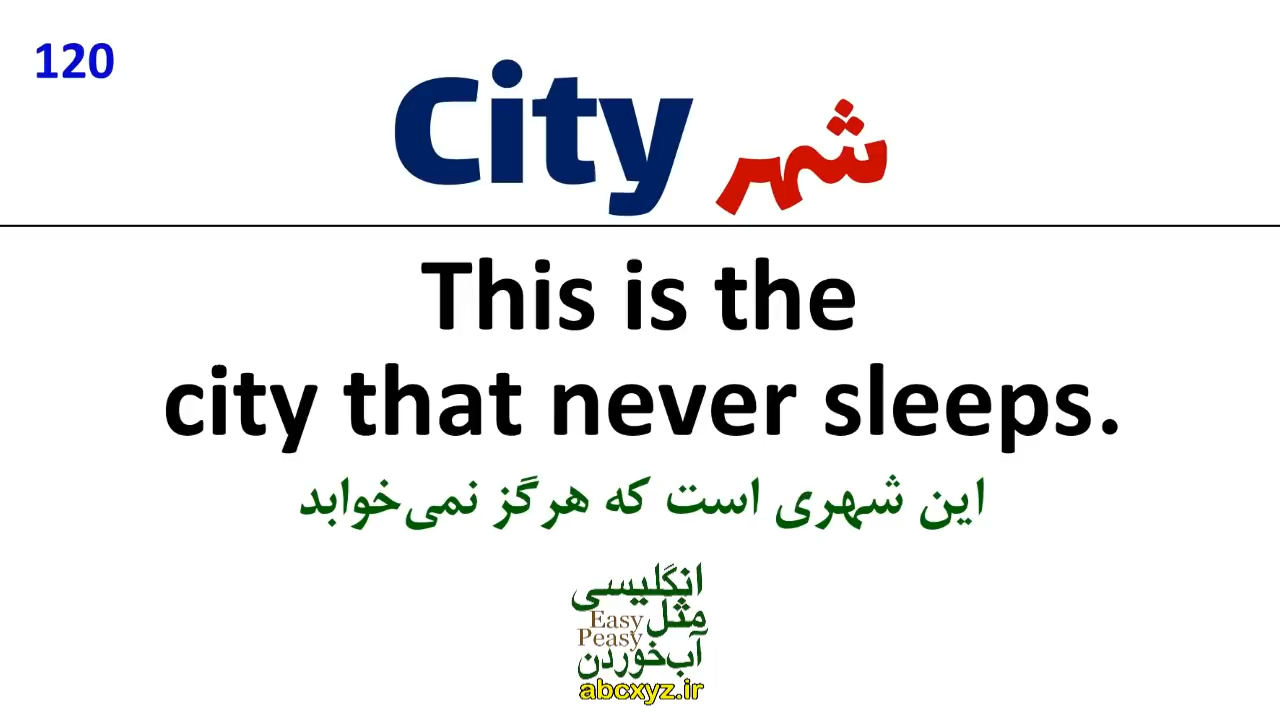 120
City شهر
This is the
city that never sleeps.
این شهری است که هرگز نمی‌خوابد
انگلیسی
مثل Easy
Peasy
آب‌خوردن
abcxyz.ir